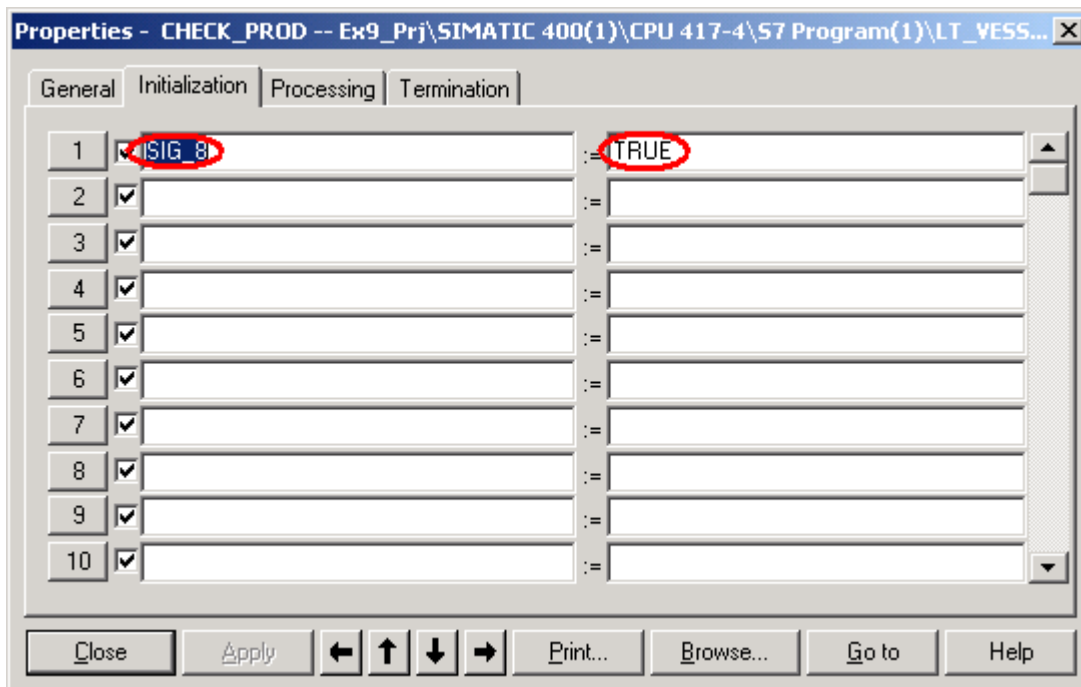 Properties - CHECK_PROD -- Ex9_Prj\SIMATIC 400(1)\CPU 417-4\S7 Program(1)\LT_VESS...
General Initialization Processing Termination
1 SIG_8 := TRUE
2 :=
3 :=
4 :=
5 :=
6 :=
7 :=
8 :=
9 :=
10 :=
Close Apply Print... Browse... Go to Help